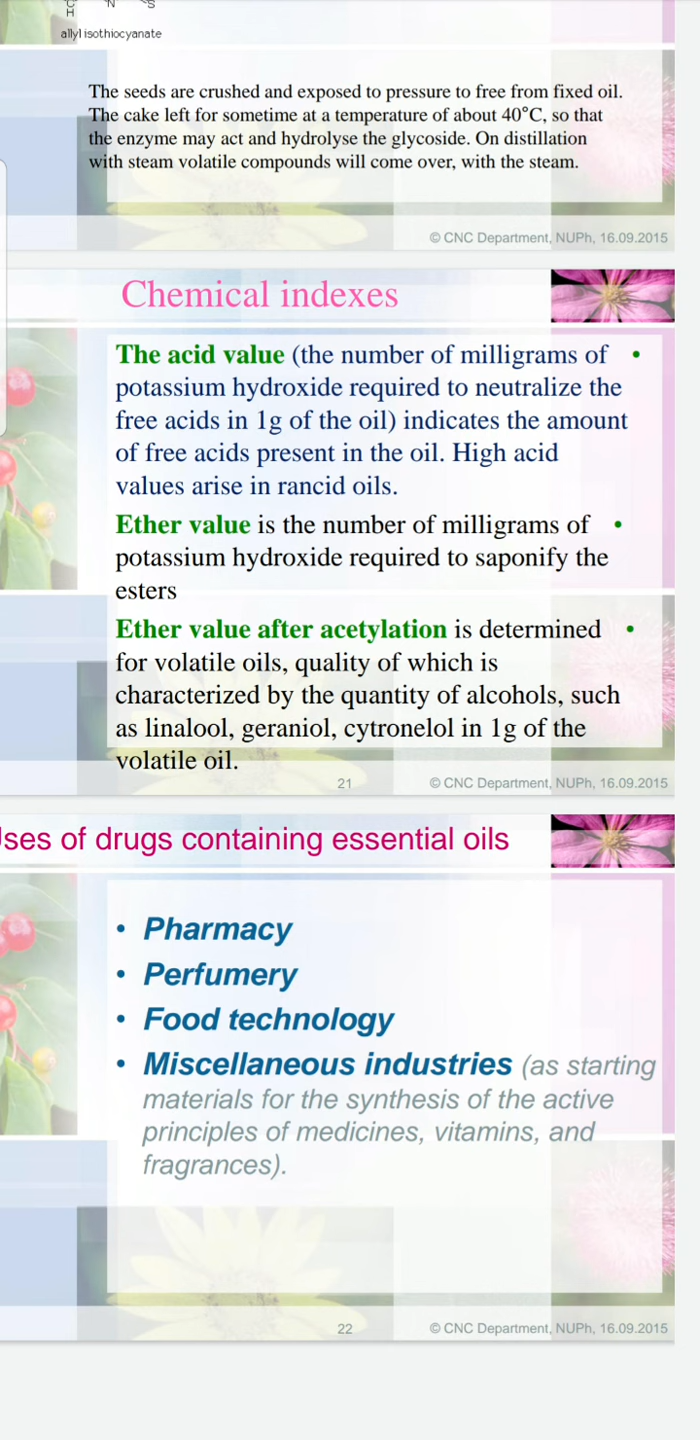 C N S
H
allyl isothiocyanate
The seeds are crushed and exposed to pressure to free from fixed oil.
The cake left for sometime at a temperature of about 40°C, so that
the enzyme may act and hydrolyse the glycoside. On distillation
with steam volatile compounds will come over, with the steam.
© CNC Department, NUPh, 16.09.2015
Chemical indexes
The acid value (the number of milligrams of •
potassium hydroxide required to neutralize the
free acids in 1g of the oil) indicates the amount
of free acids present in the oil. High acid
values arise in rancid oils.
Ether value is the number of milligrams of •
potassium hydroxide required to saponify the
esters
Ether value after acetylation is determined •
for volatile oils, quality of which is
characterized by the quantity of alcohols, such
as linalool, geraniol, cytronelol in 1g of the
volatile oil.
21 © CNC Department, NUPh, 16.09.2015
ses of drugs containing essential oils
• Pharmacy
• Perfumery
• Food technology
• Miscellaneous industries (as starting
materials for the synthesis of the active
principles of medicines, vitamins, and
fragrances).
22 © CNC Department, NUPh, 16.09.2015